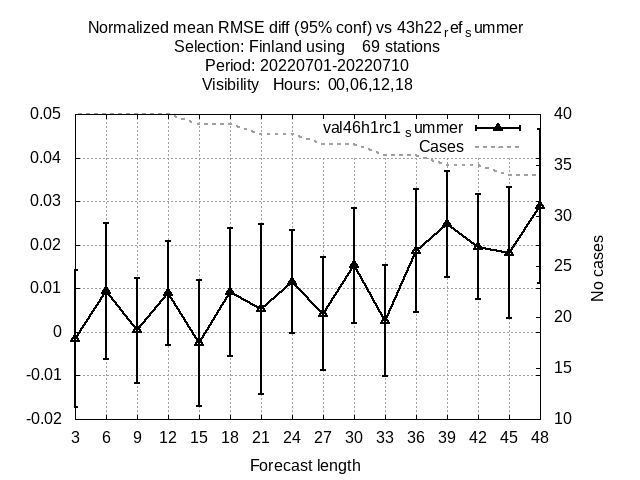 Normalized mean RMSE diff (95% conf) vs 43h22refsummer
Selection: Finland using 69 stations
Period: 20220701-20220710
Visibility Hours: 00,06,12,18
val46h1rc1summer
Cases
0.05
0.04
0.03
0.02
0.01
0
-0.01
-0.02
40
35
30
25
20
15
10
No cases
3 6 9 12 15 18 21 24 27 30 33 36 39 42 45 48
Forecast length